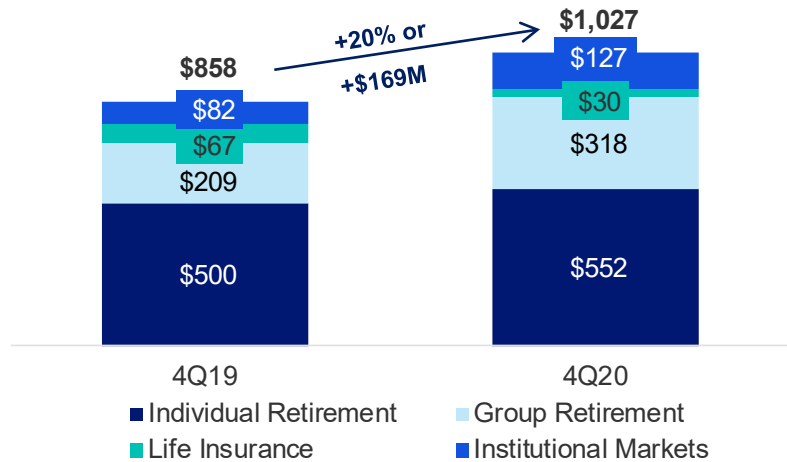 $858
+20% or
+$169M
$1,027
$82
$67
$209
$500
$127
$30
$318
$552
4Q19
4Q20
Individual Retirement
Group Retirement
Life Insurance
Institutional Markets